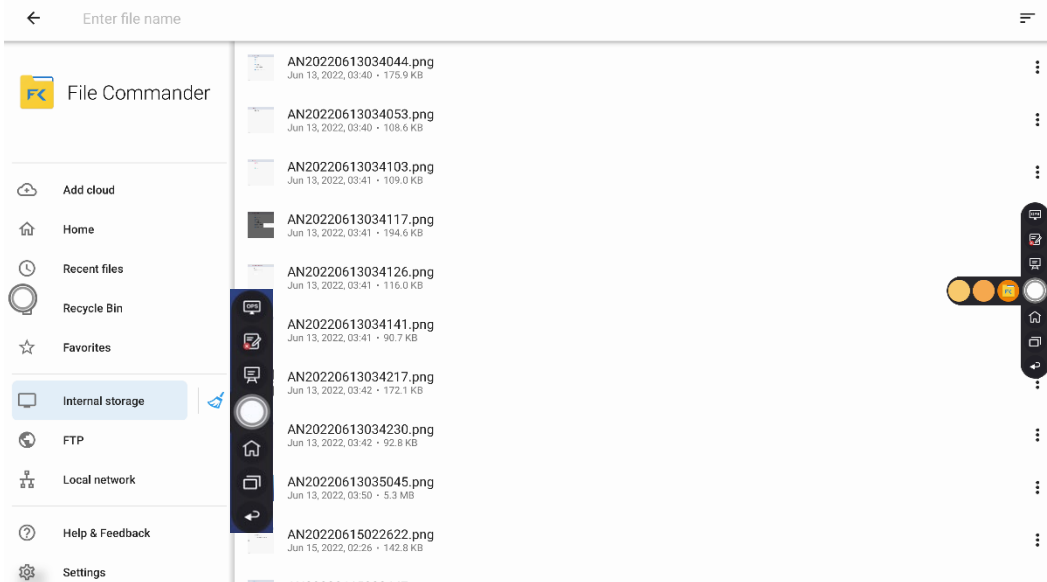 Enter file name
FC
File Commander
Add cloud
Home
Recent files
Recycle Bin
Favorites
Internal storage
FTP
Local network
Help & Feedback
Settings
AN20220613034044.png
Jun 13, 2022, 03:40 • 175.9 KB
AN20220613034053.png
Jun 13, 2022, 03:40 • 108.6 KB
AN20220613034103.png
Jun 13, 2022, 03:41 • 109.0 KB
AN20220613034117.png
Jun 13, 2022, 03:41 • 194.6 KB
AN20220613034126.png
Jun 13, 2022, 03:41 • 116.0 KB
AN20220613034141.png
Jun 13, 2022, 03:41 • 90.7 KB
AN20220613034217.png
Jun 13, 2022, 03:42 • 172.1 KB
AN20220613034230.png
Jun 13, 2022, 03:42 • 92.8 KB
AN20220613035045.png
Jun 13, 2022, 03:50 • 5.3 MB
AN20220615022622.png
Jun 15, 2022, 02:26 • 142.8 KB
OPS
OPS
FC